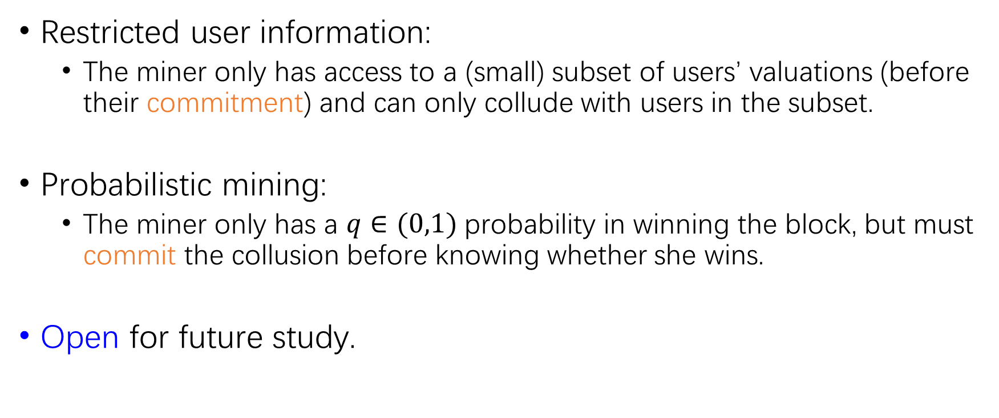 • Restricted user information:
• The miner only has access to a (small) subset of users’ valuations (before
their commitment) and can only collude with users in the subset.
• Probabilistic mining:
• The miner only has a q ∈ (0,1) probability in winning the block, but must
commit the collusion before knowing whether she wins.
• Open for future study.